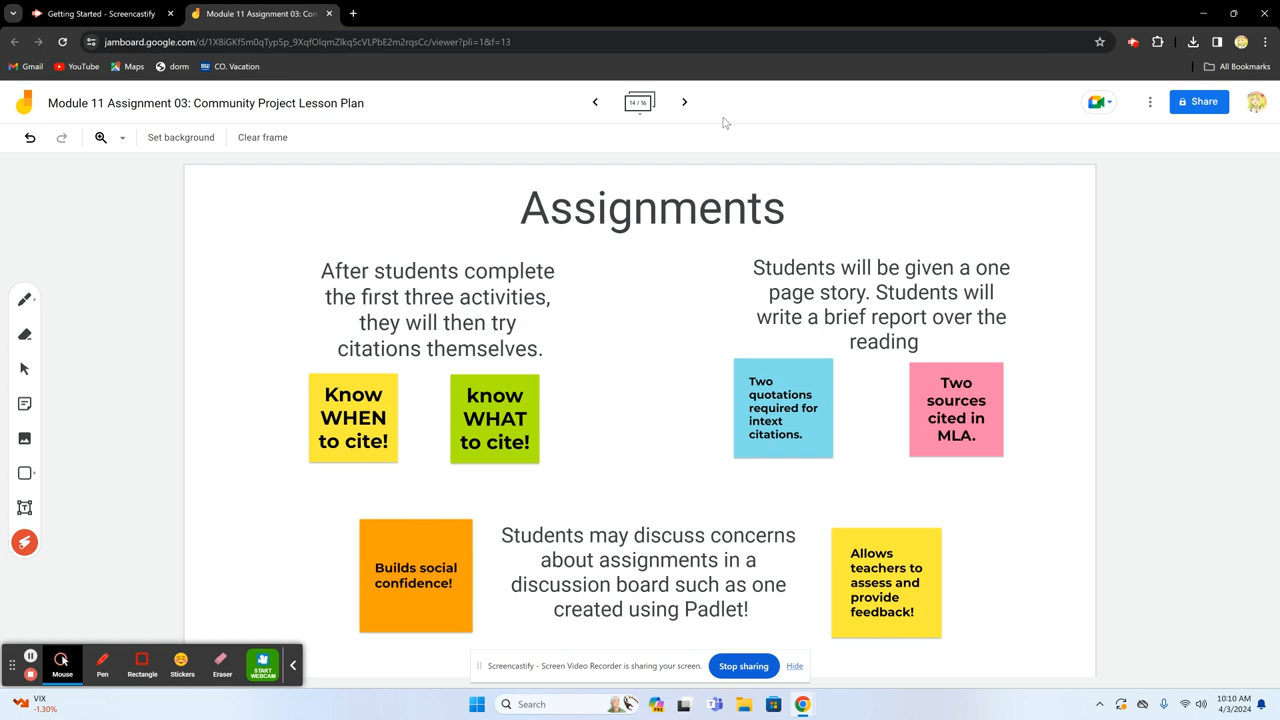 Getting Started - Screencastify
Module 11 Assignment 03: Com
jamboard.google.com/d/1X8iGKf5m0qTyp5p_9XqfOIqmZlkq5cVLPbE2m2rqsCc/viewer?pli=1&f=13
Gmail
YouTube
Maps
dorm
CO. Vacation
All Bookmarks
Module 11 Assignment 03: Community Project Lesson Plan
14 / 16
Share
Set background
Clear frame
Assignments
After students complete
the first three activities,
they will then try
citations themselves.
Students will be given a one
page story. Students will
write a brief report over the
reading
Know
WHEN
to cite!
know
WHAT
to cite!
Two
quotations
required for
intext
citations.
Two
sources
cited in
MLA.
Builds social
confidence!
Students may discuss concerns
about assignments in a
discussion board such as one
created using Padlet!
Allows
teachers to
assess and
provide
feedback!
Mouse
Pen
Rectangle
Stickers
Eraser
START
WEBCAM
Screencastify - Screen Video Recorder is sharing your screen.
Stop sharing
Hide
VIX
-1.30%
Search
10:10 AM
4/3/2024